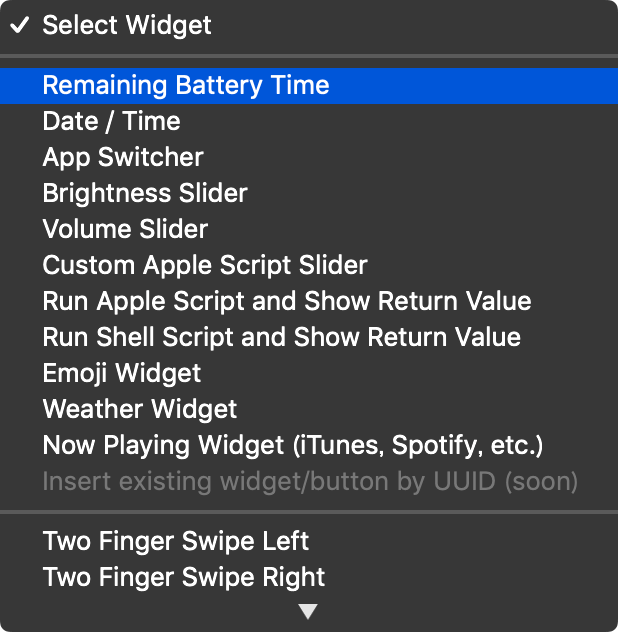 Select Widget
Remaining Battery Time
Date / Time
App Switcher
Brightness Slider
Volume Slider
Custom Apple Script Slider
Run Apple Script and Show Return Value
Run Shell Script and Show Return Value
Emoji Widget
Weather Widget
Now Playing Widget (iTunes, Spotify, etc.)
Insert existing widget/button by UUID (soon)
Two Finger Swipe Left
Two Finger Swipe Right